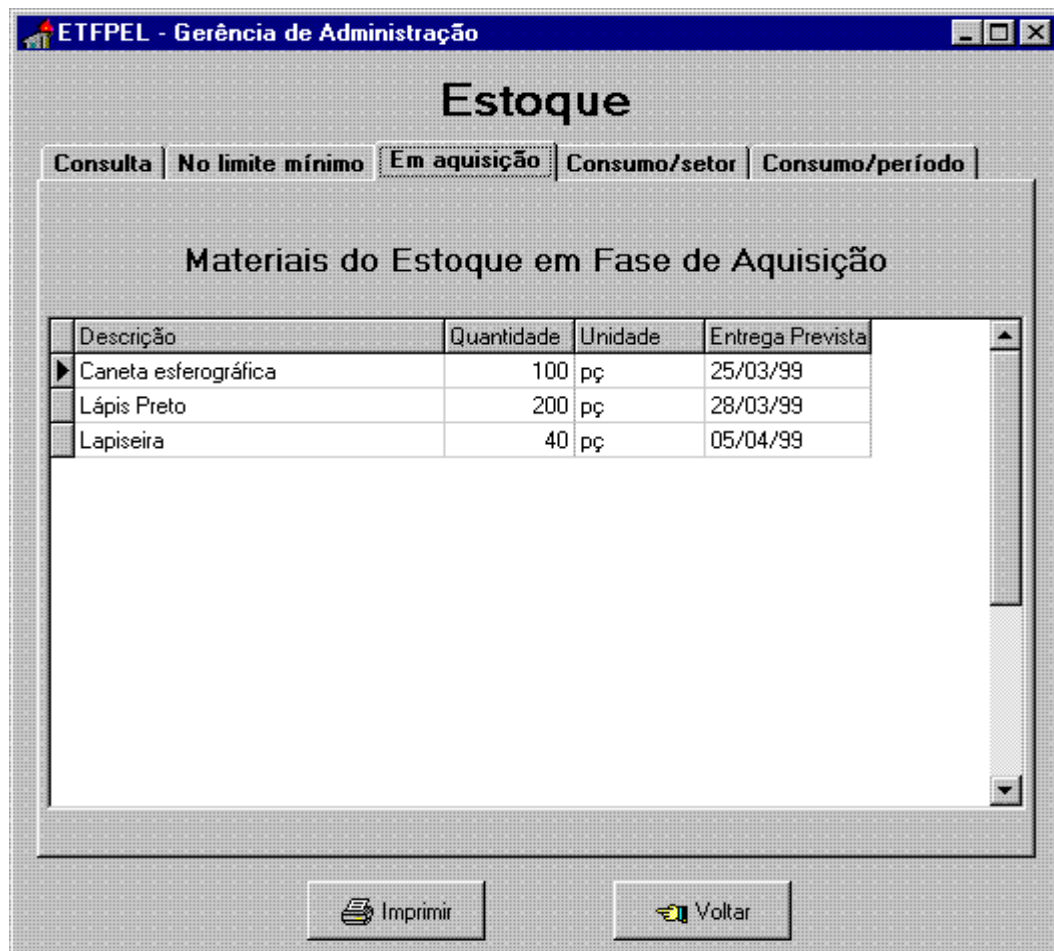 ETFPEL - Gerência de Administração
Estoque
Consulta No limite mínimo Em aquisição Consumo/setor Consumo/período
Materiais do Estoque em Fase de Aquisição
Descrição Quantidade Unidade Entrega Prevista
Caneta esferográfica 100 pç 25/03/99
Lápis Preto 200 pç 28/03/99
Lapiseira 40 pç 05/04/99
Imprimir Voltar